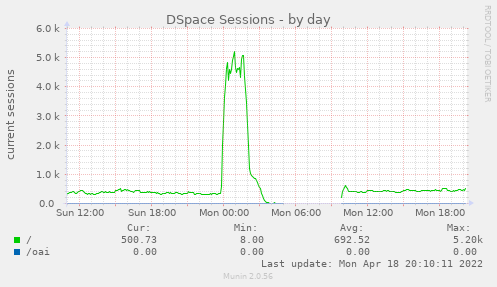 DSpace Sessions - by day
RRDTOOL / TOBI OETIKER
current sessions
6.0 k
5.0 k
4.0 k
3.0 k
2.0 k
1.0 k
0.0
Sun 12:00 Sun 18:00 Mon 00:00 Mon 06:00 Mon 12:00 Mon 18:00
Cur: Min: Avg: Max:
/ 500.73 8.00 692.52 5.20k
/oai 0.00 0.00 0.00 0.00
Last update: Mon Apr 18 20:10:11 2022
Munin 2.0.56